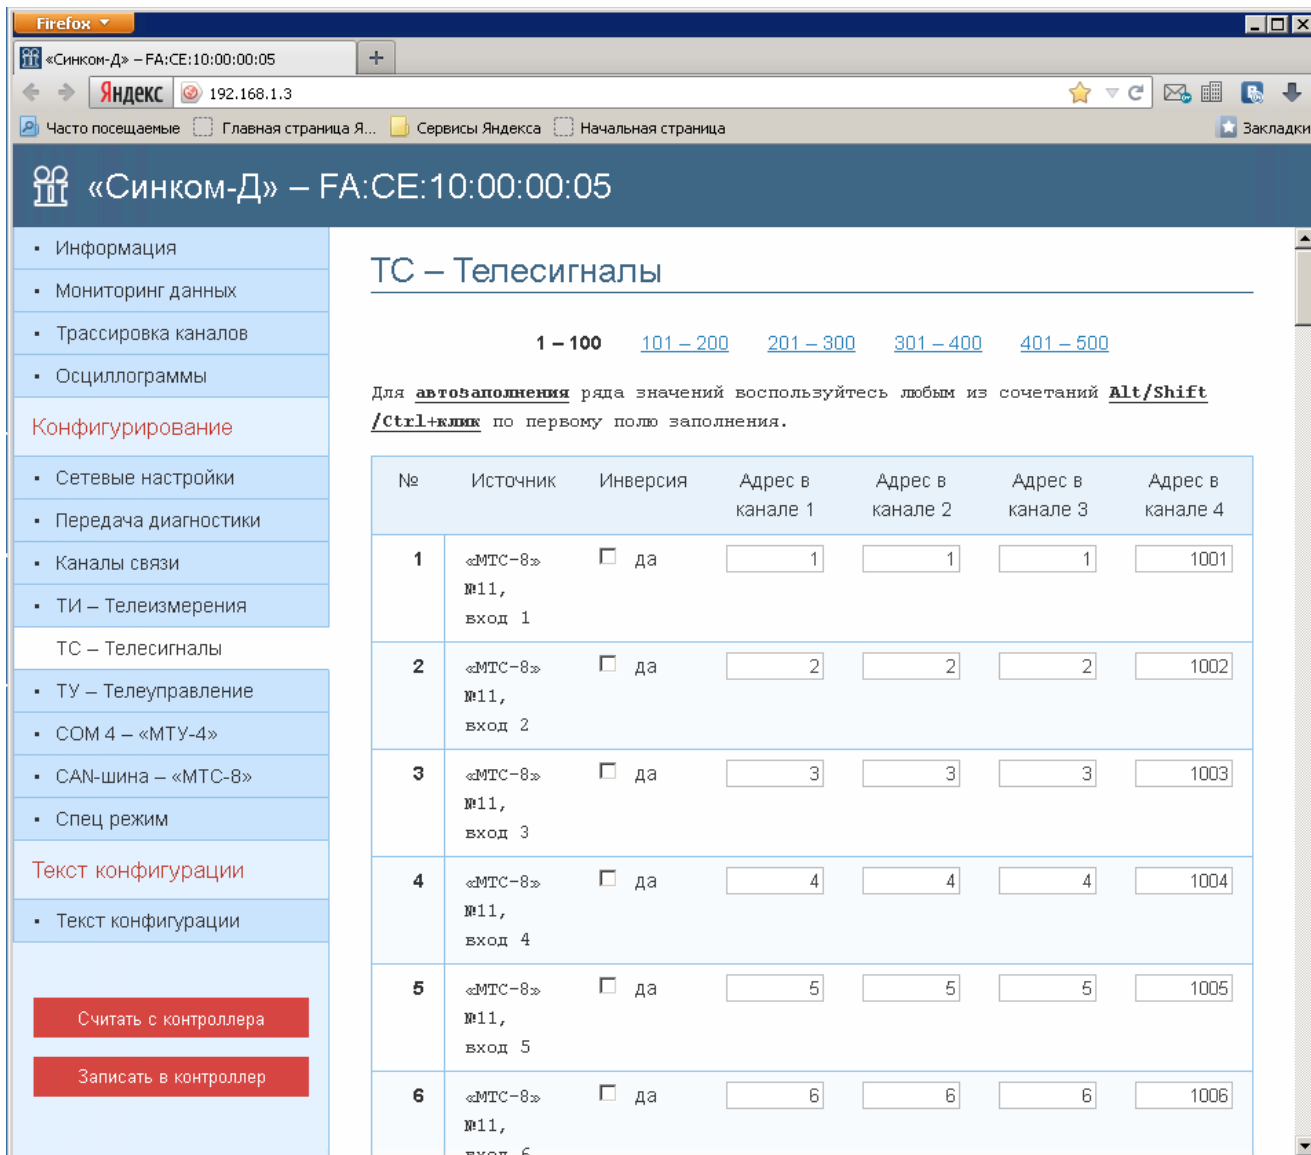 Firefox
«Синком-Д» – FA:CE:10:00:00:05
Яндекс 192.168.1.3
Часто посещаемые Главная страница Я... Сервисы Яндекса Начальная страница Закладки
«Синком-Д» – FA:CE:10:00:00:05
Информация
Мониторинг данных
Трассировка каналов
Осциллограммы
Конфигурирование
Сетевые настройки
Передача диагностики
Каналы связи
ТИ – Телеизмерения
ТС – Телесигналы
ТУ – Телеуправление
COM 4 – «МТУ-4»
CAN-шина – «МТС-8»
Спец режим
Текст конфигурации
Текст конфигурации
Считать с контроллера
Записать в контроллер
ТС – Телесигналы
1 – 100 101 – 200 201 – 300 301 – 400 401 – 500
Для автозаполнения ряда значений воспользуйтесь любым из сочетаний Alt/Shift
/Ctrl+клик по первому полю заполнения.
№ Источник Инверсия Адрес в Адрес в Адрес в Адрес в
канале 1 канале 2 канале 3 канале 4
1 «МТС-8» да 1 1 1 1001
№11,
вход 1
2 «МТС-8» да 2 2 2 1002
№11,
вход 2
3 «МТС-8» да 3 3 3 1003
№11,
вход 3
4 «МТС-8» да 4 4 4 1004
№11,
вход 4
5 «МТС-8» да 5 5 5 1005
№11,
вход 5
6 «МТС-8» да 6 6 6 1006
№11,
вход 6